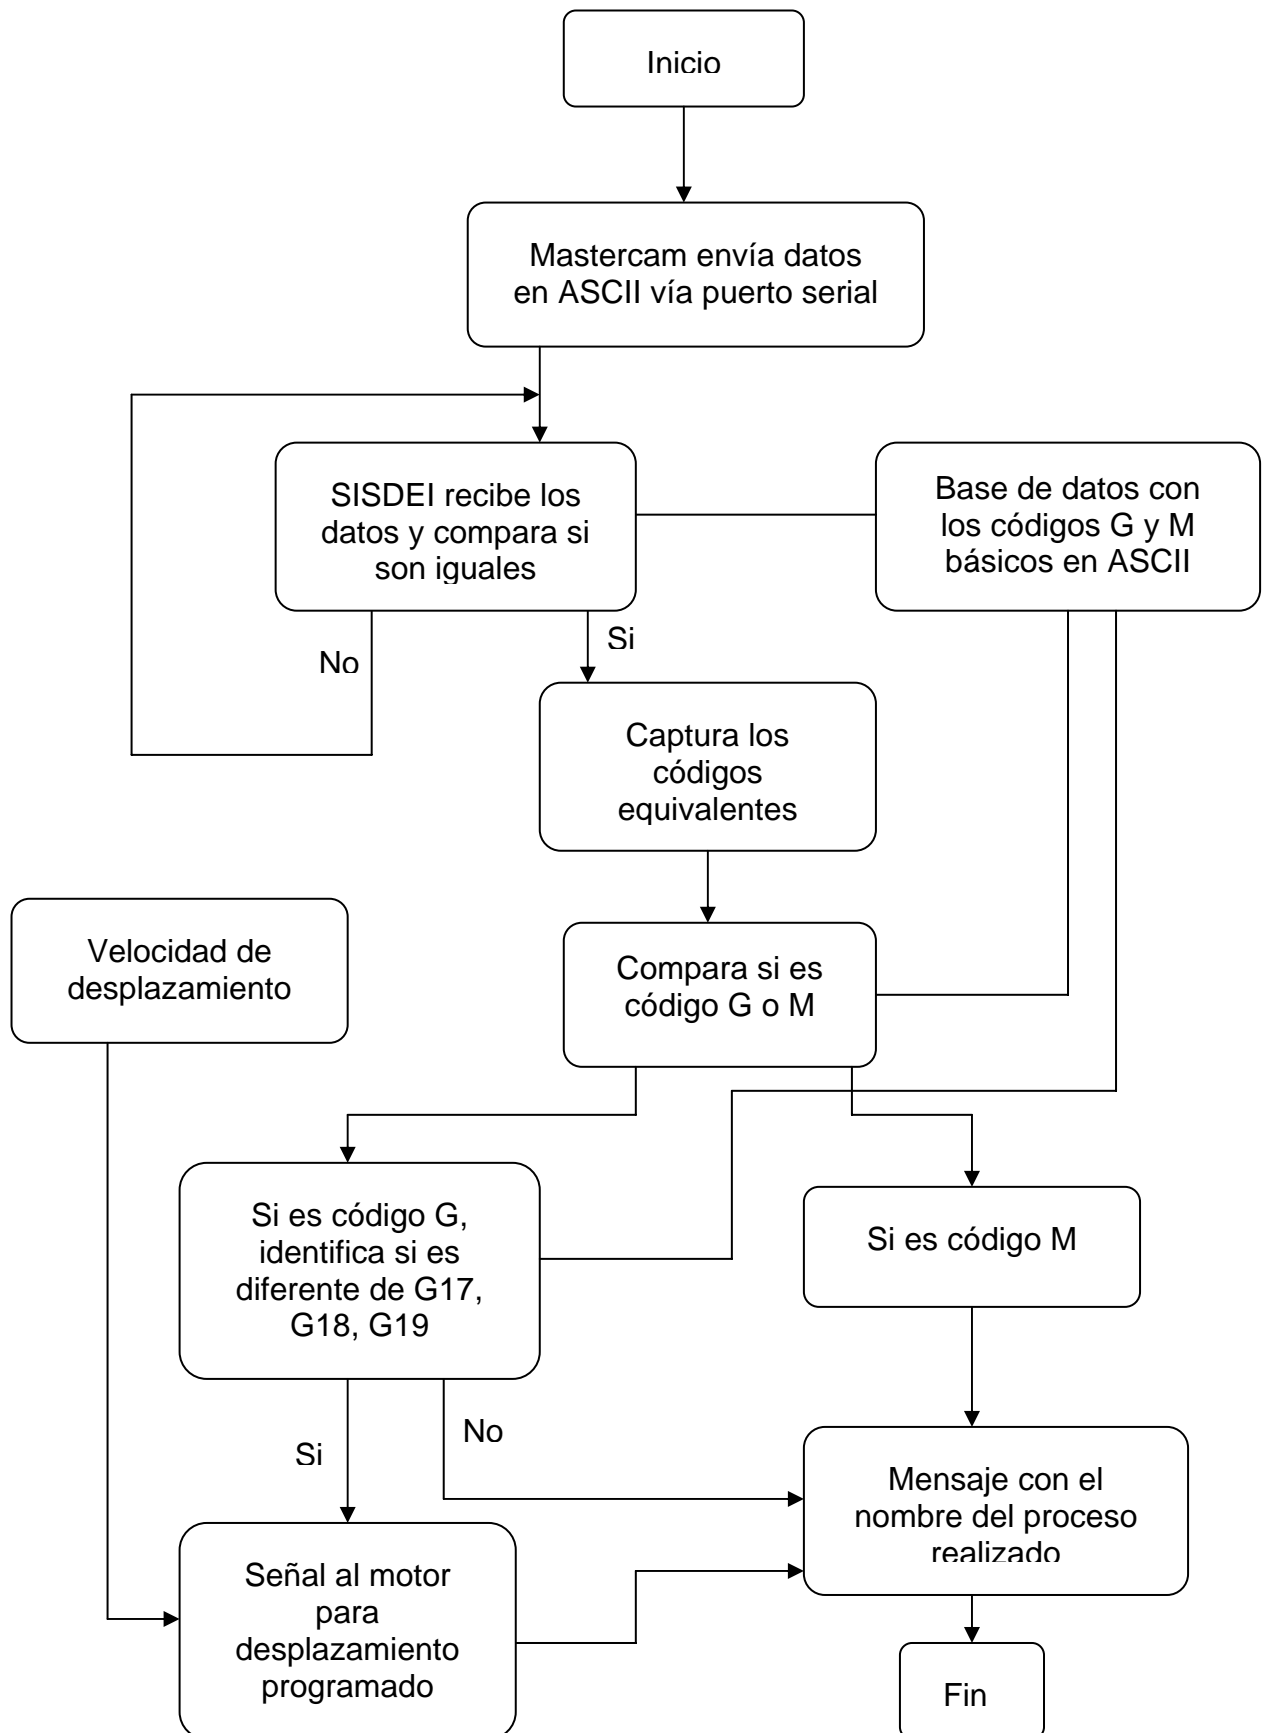 Inicio
Mastercam envía datos
en ASCII vía puerto serial
SISDEI recibe los
datos y compara si
son iguales
Base de datos con
los códigos G y M
básicos en ASCII
Si
No
Captura los
códigos
equivalentes
Velocidad de
desplazamiento
Compara si es
código G o M
Si es código G,
identifica si es
diferente de G17,
G18, G19
Si es código M
No
Si
Mensaje con el
nombre del proceso
realizado
Señal al motor
para
desplazamiento
programado
Fin